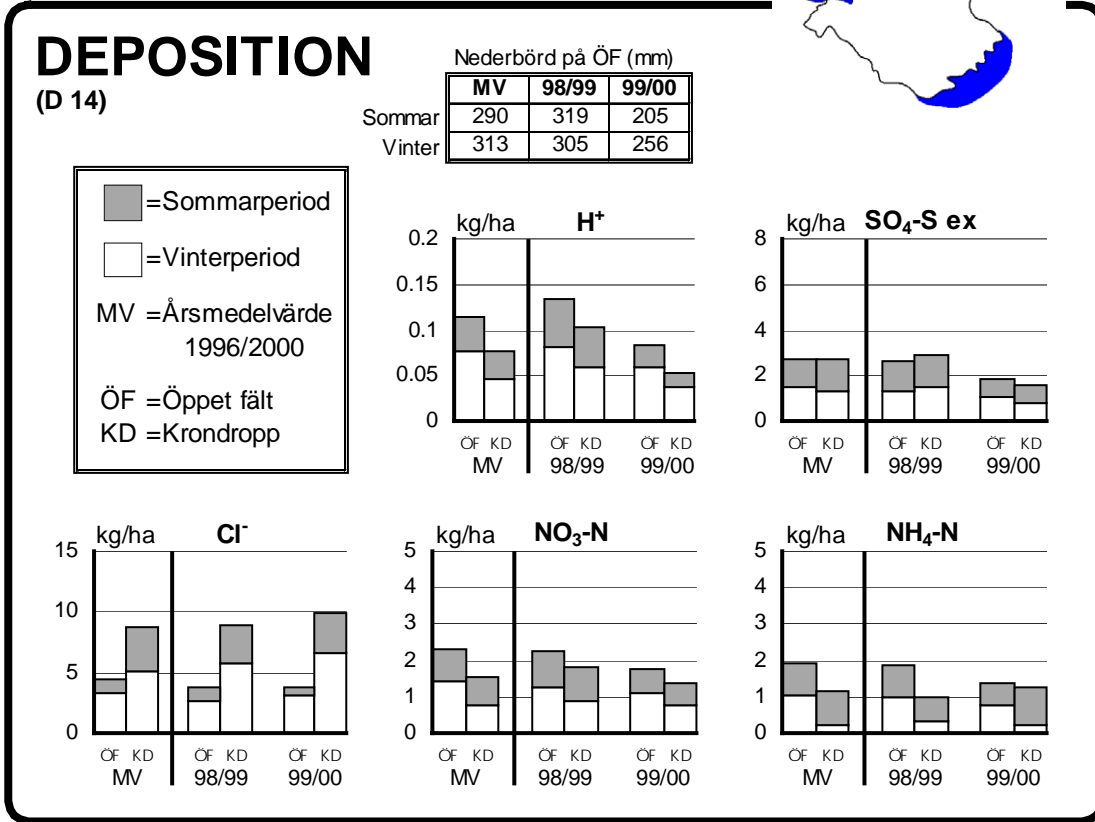 DEPOSITION
(D 14)
Nederbörd på ÖF (mm)
MV 98/99 99/00
Sommar 290 319 205
Vinter 313 305 256
=Sommarperiod
=Vinterperiod
MV =Årsmedelvärde
1996/2000
ÖF =Öppet fält
KD =Krondropp
kg/ha H⁺
0.2
0.15
0.1
0.05
0
ÖF KD ÖF KD ÖF KD
MV 98/99 99/00
kg/ha SO₄-S ex
8
6
4
2
0
ÖF KD ÖF KD ÖF KD
MV 98/99 99/00
kg/ha Cl⁻
15
10
5
0
ÖF KD ÖF KD ÖF KD
MV 98/99 99/00
kg/ha NO₃-N
5
4
3
2
1
0
ÖF KD ÖF KD ÖF KD
MV 98/99 99/00
kg/ha NH₄-N
5
4
3
2
1
0
ÖF KD ÖF KD ÖF KD
MV 98/99 99/00